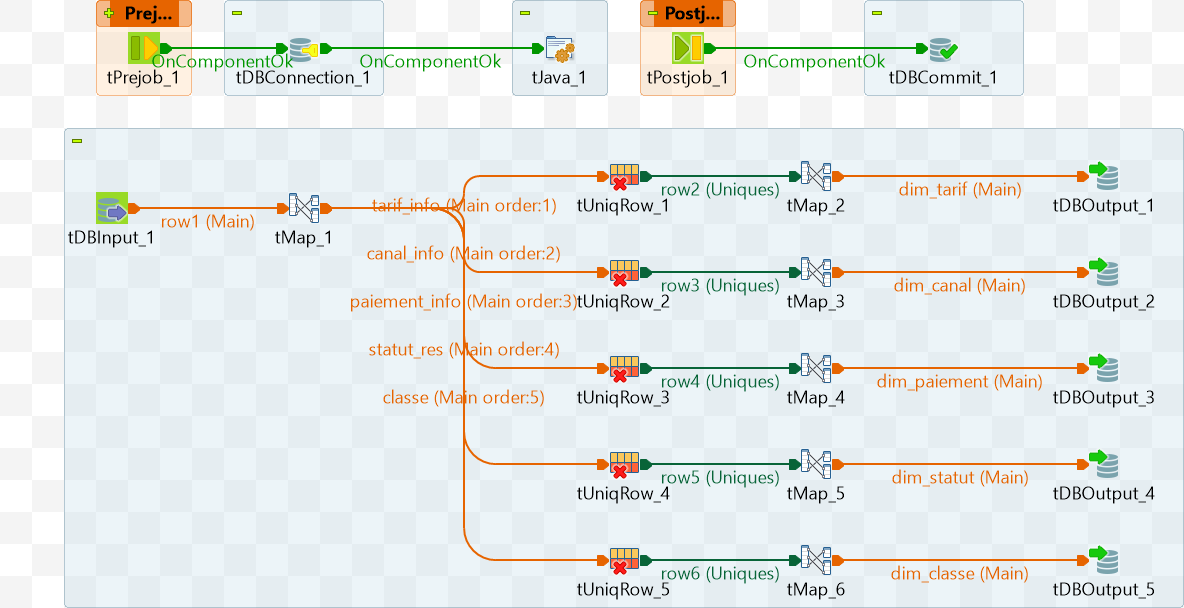 Prej...
Postj...
OnComponentOk
OnComponentOk
OnComponentOk
tPrejob_1
tDBConnection_1
tJava_1
tPostjob_1
tDBCommit_1
tarif_info (Main order:1)
row2 (Uniques)
dim_tarif (Main)
row1 (Main)
tUniqRow_1
tMap_2
tDBOutput_1
tDBInput_1
tMap_1
canal_info (Main order:2)
row3 (Uniques)
dim_canal (Main)
paiement_info (Main order:3)
tUniqRow_2
tMap_3
tDBOutput_2
statut_res (Main order:4)
row4 (Uniques)
dim_paiement (Main)
classe (Main order:5)
tUniqRow_3
tMap_4
tDBOutput_3
row5 (Uniques)
dim_statut (Main)
tUniqRow_4
tMap_5
tDBOutput_4
row6 (Uniques)
dim_classe (Main)
tUniqRow_5
tMap_6
tDBOutput_5